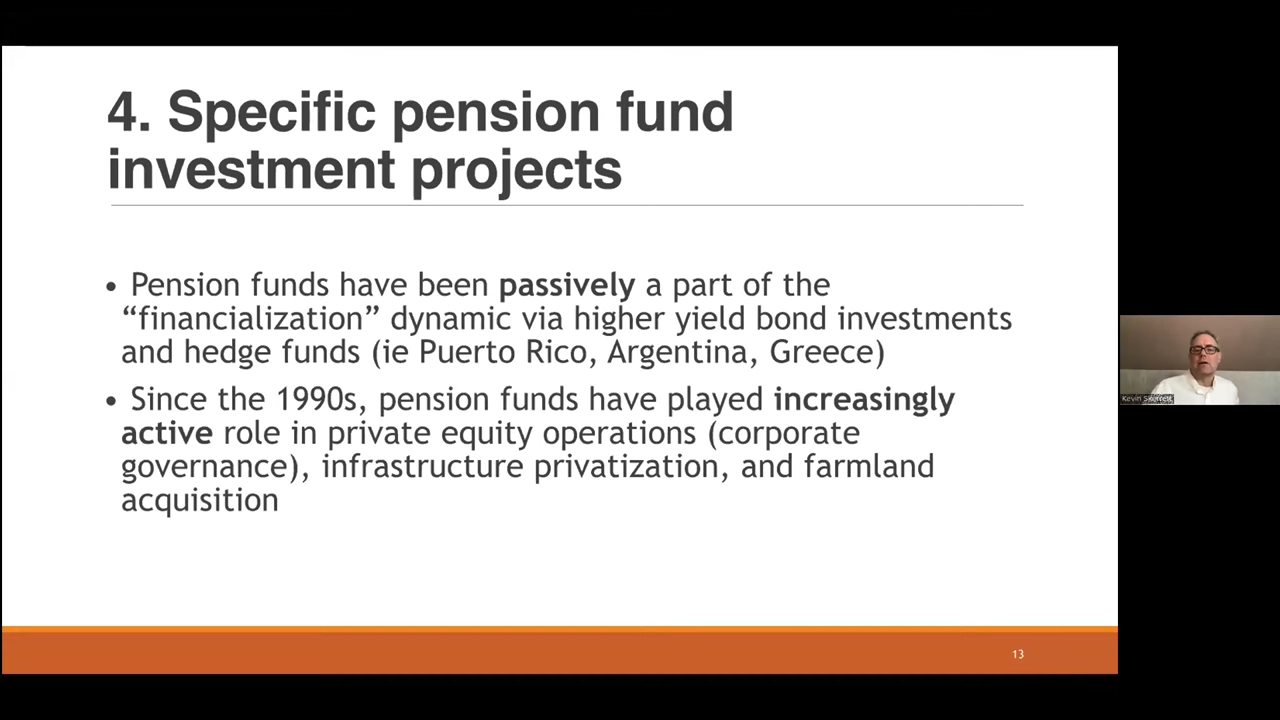 4. Specific pension fund
investment projects
• Pension funds have been passively a part of the
“financialization” dynamic via higher yield bond investments
and hedge funds (ie Puerto Rico, Argentina, Greece)
• Since the 1990s, pension funds have played increasingly
active role in private equity operations (corporate
governance), infrastructure privatization, and farmland
acquisition
13
Kevin